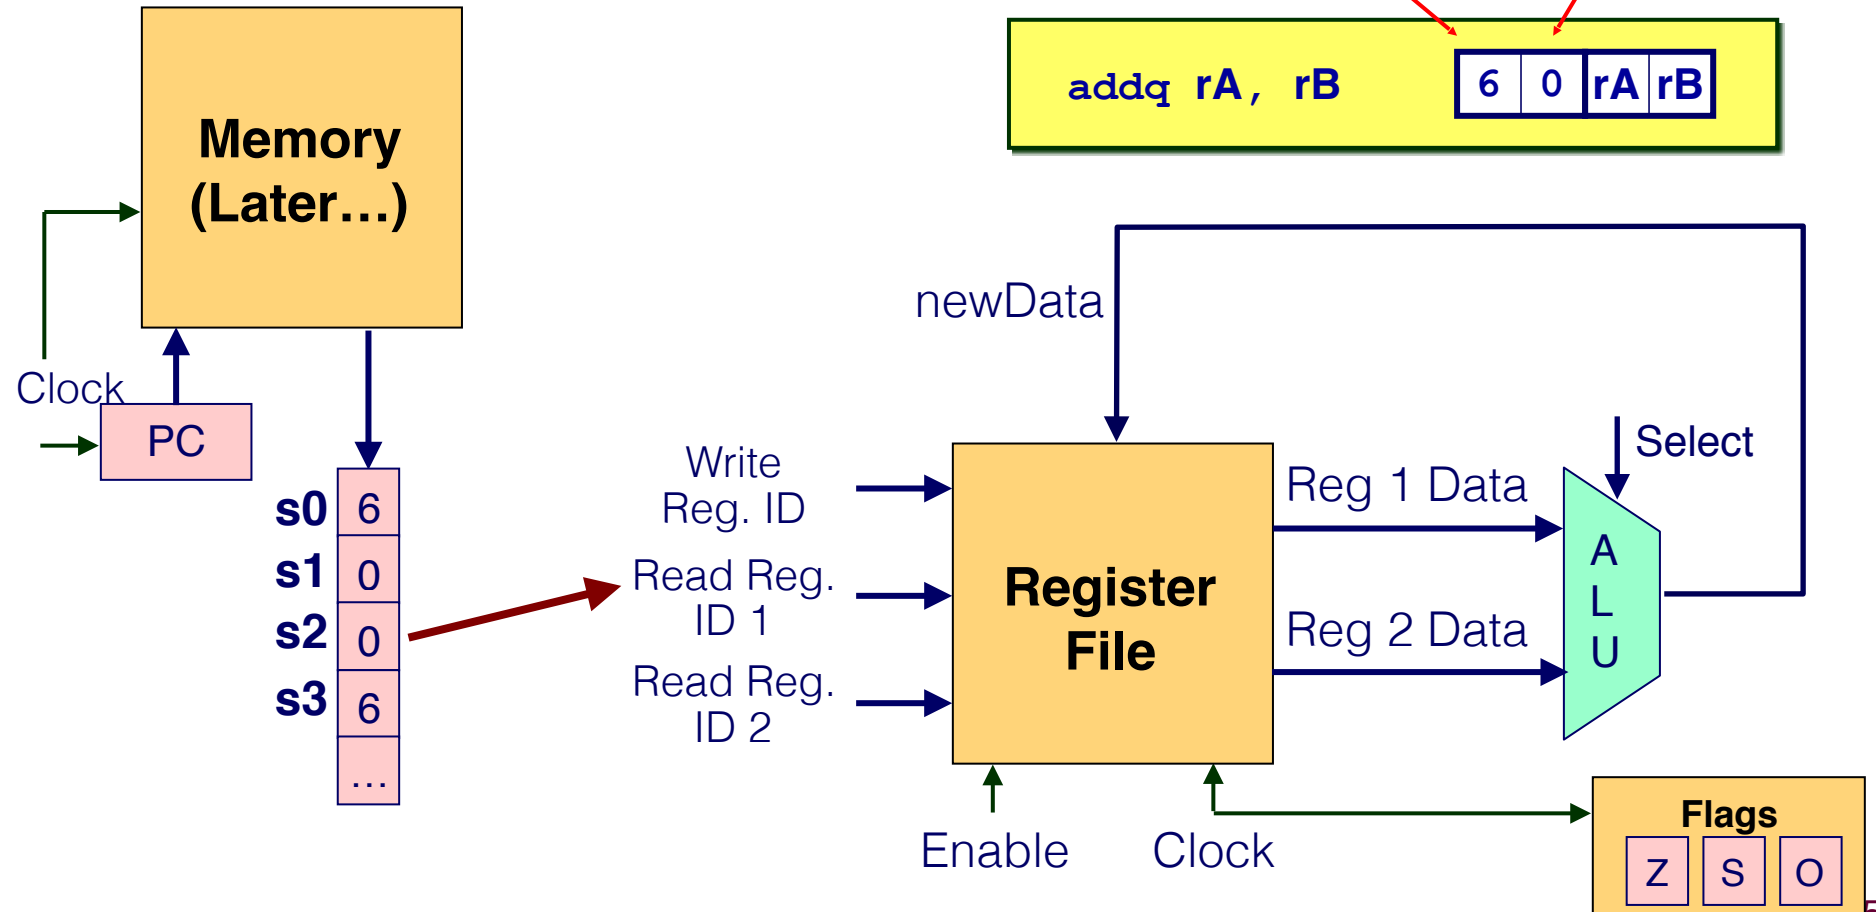 Memory
(Later…)
addq rA, rB
6 0 rA rB
newData
Clock
PC
Select
Write
Reg. ID
Reg 1 Data
s0 6
s1 0
s2 0
s3 6
…
Read Reg.
ID 1
Read Reg.
ID 2
Register
File
Reg 2 Data
A
L
U
Enable
Clock
Flags
Z S O